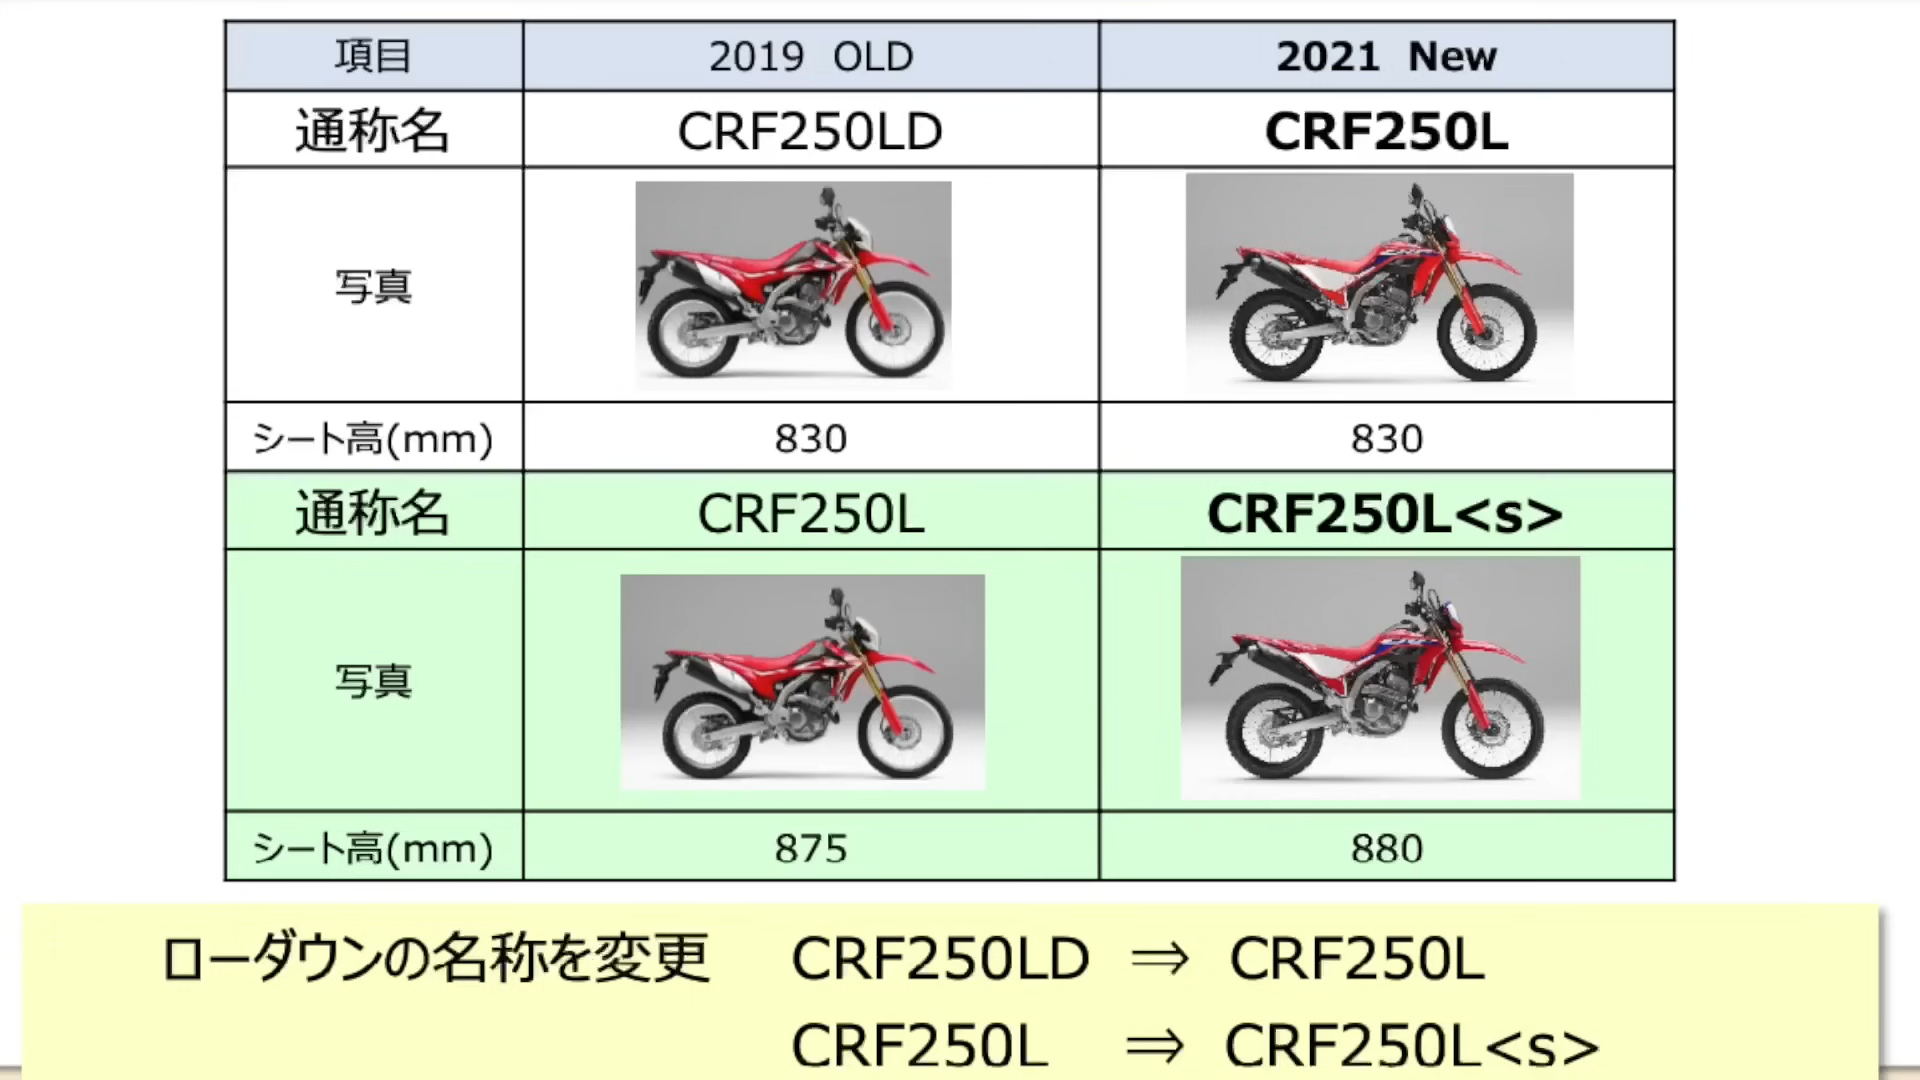 項目 2019 OLD 2021 New
通称名 CRF250LD CRF250L
写真
シート高(mm) 830 830
通称名 CRF250L CRF250L<s>
写真
シート高(mm) 875 880
ローダウンの名称を変更 CRF250LD ⇒ CRF250L
CRF250L ⇒ CRF250L<s>